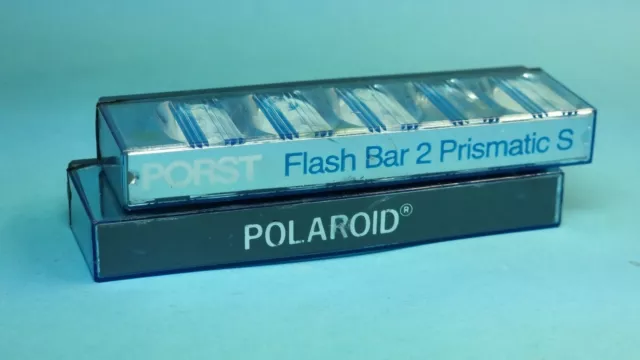 PORST Flash Bar 2 Prismatic S
POLAROID®